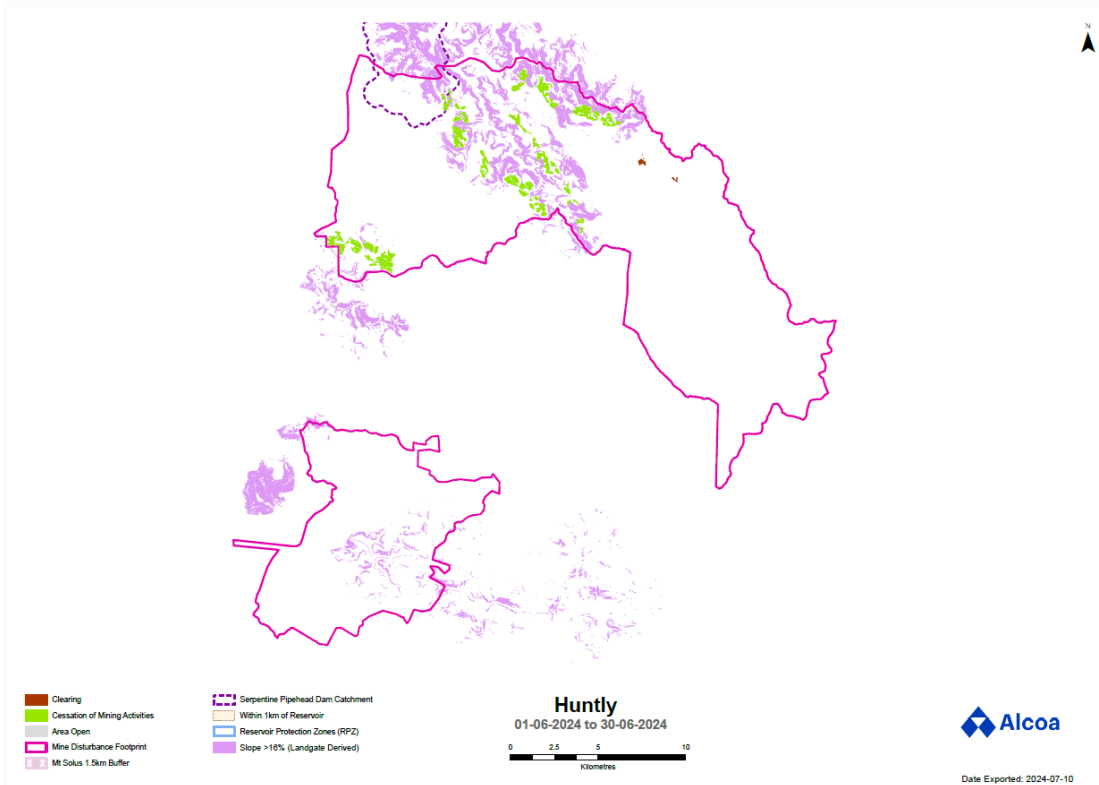 N
Clearing
Cessation of Mining Activities
Area Open
Mine Disturbance Footprint
Mt Solus 1.5km Buffer
Serpentine Pipehead Dam Catchment
Within 1km of Reservoir
Reservoir Protection Zones (RPZ)
Slope >16% (Landgate Derived)
Huntly
01-06-2024 to 30-06-2024
0 2.5 5 10
Kilometres
Alcoa
Date Exported: 2024-07-10